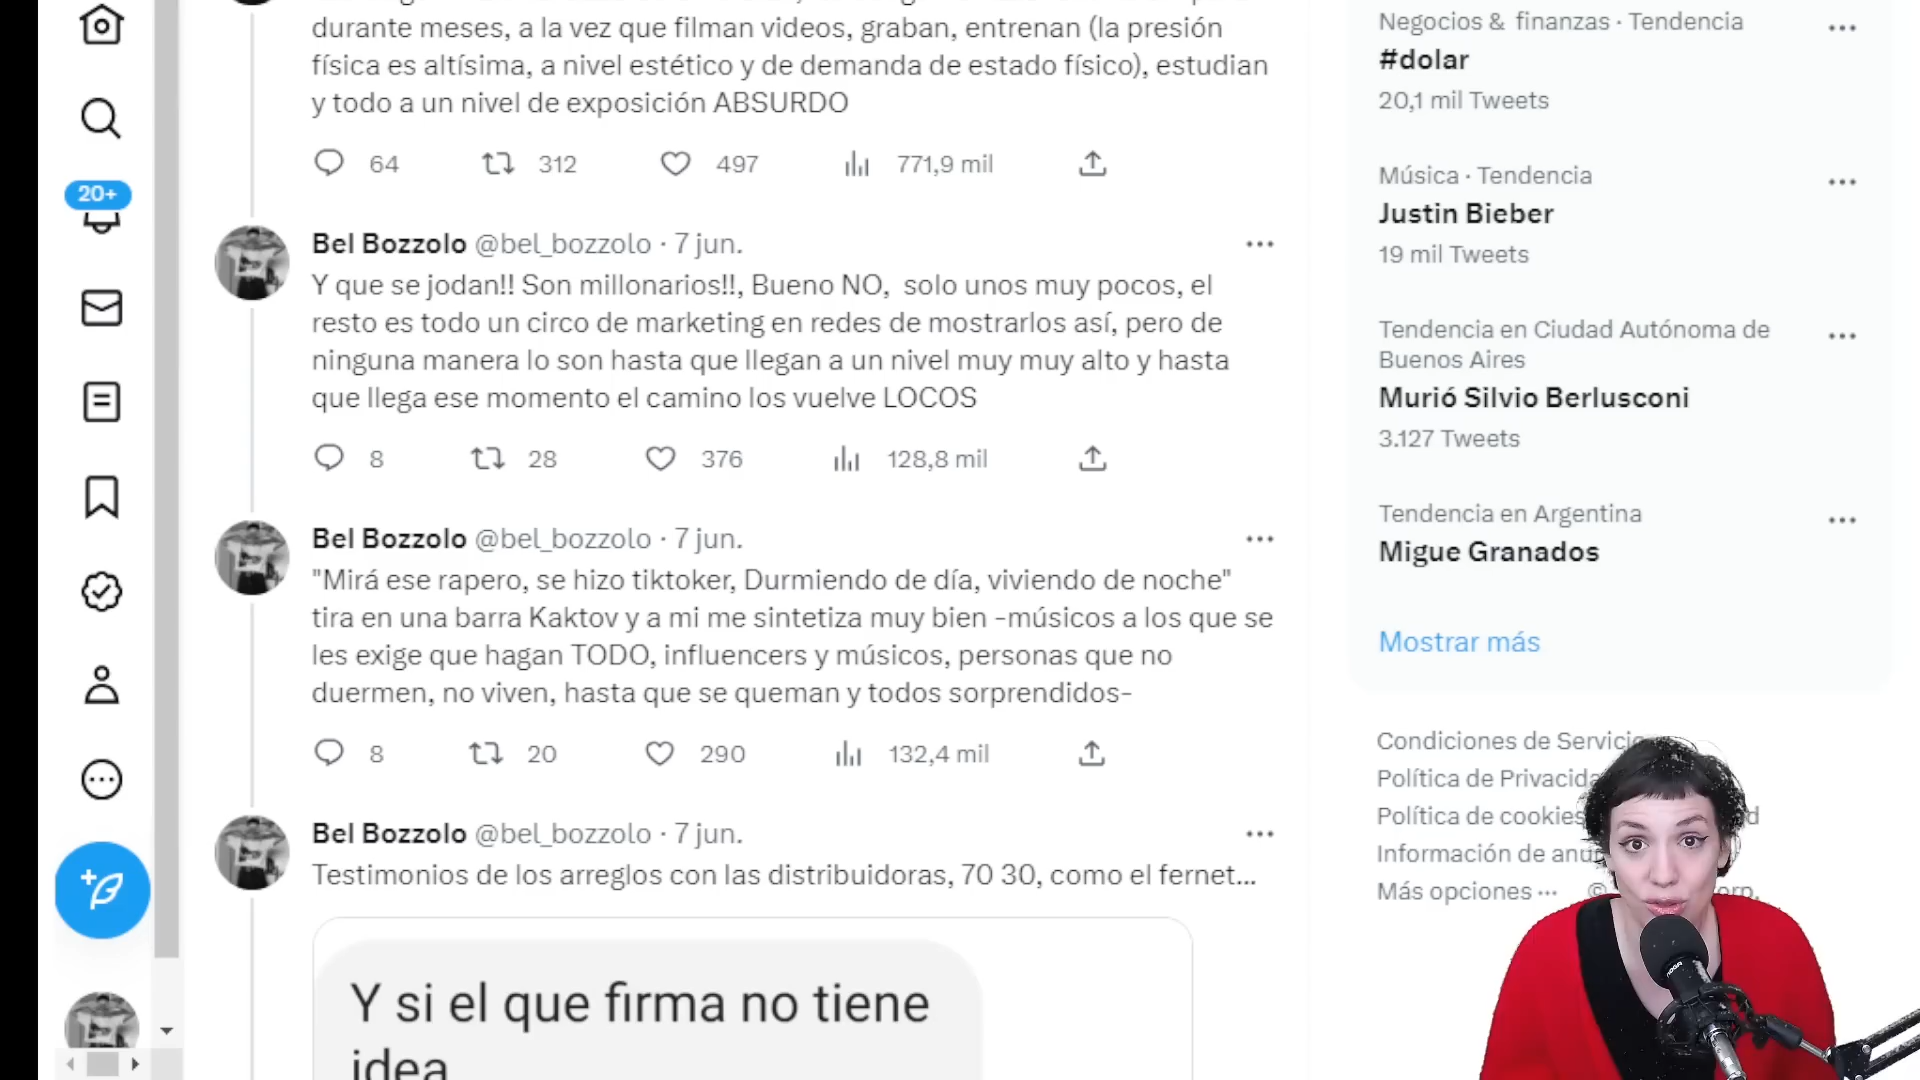 durante meses, a la vez que filman videos, graban, entrenan (la presión
física es altísima, a nivel estético y de demanda de estado físico), estudian
y todo a un nivel de exposición ABSURDO
64 312 497 771,9 mil
20+
Bel Bozzolo @bel_bozzolo · 7 jun.
Y que se jodan!! Son millonarios!!, Bueno NO, solo unos muy pocos, el
resto es todo un circo de marketing en redes de mostrarlos así, pero de
ninguna manera lo son hasta que llegan a un nivel muy muy alto y hasta
que llega ese momento el camino los vuelve LOCOS
8 28 376 128,8 mil
Bel Bozzolo @bel_bozzolo · 7 jun.
"Mirá ese rapero, se hizo tiktoker, Durmiendo de día, viviendo de noche"
tira en una barra Kaktov y a mi me sintetiza muy bien -músicos a los que se
les exige que hagan TODO, influencers y músicos, personas que no
duermen, no viven, hasta que se queman y todos sorprendidos-
8 20 290 132,4 mil
Bel Bozzolo @bel_bozzolo · 7 jun.
Testimonios de los arreglos con las distribuidoras, 70 30, como el fernet...
Y si el que firma no tiene
idea
Negocios & finanzas · Tendencia
#dolar
20,1 mil Tweets
Música · Tendencia
Justin Bieber
19 mil Tweets
Tendencia en Ciudad Autónoma de
Buenos Aires
Murió Silvio Berlusconi
3.127 Tweets
Tendencia en Argentina
Migue Granados
Mostrar más
Condiciones de Servicio
Política de Privacida
Política de cookies d
Información de anu
Más opciones ··· © orp.